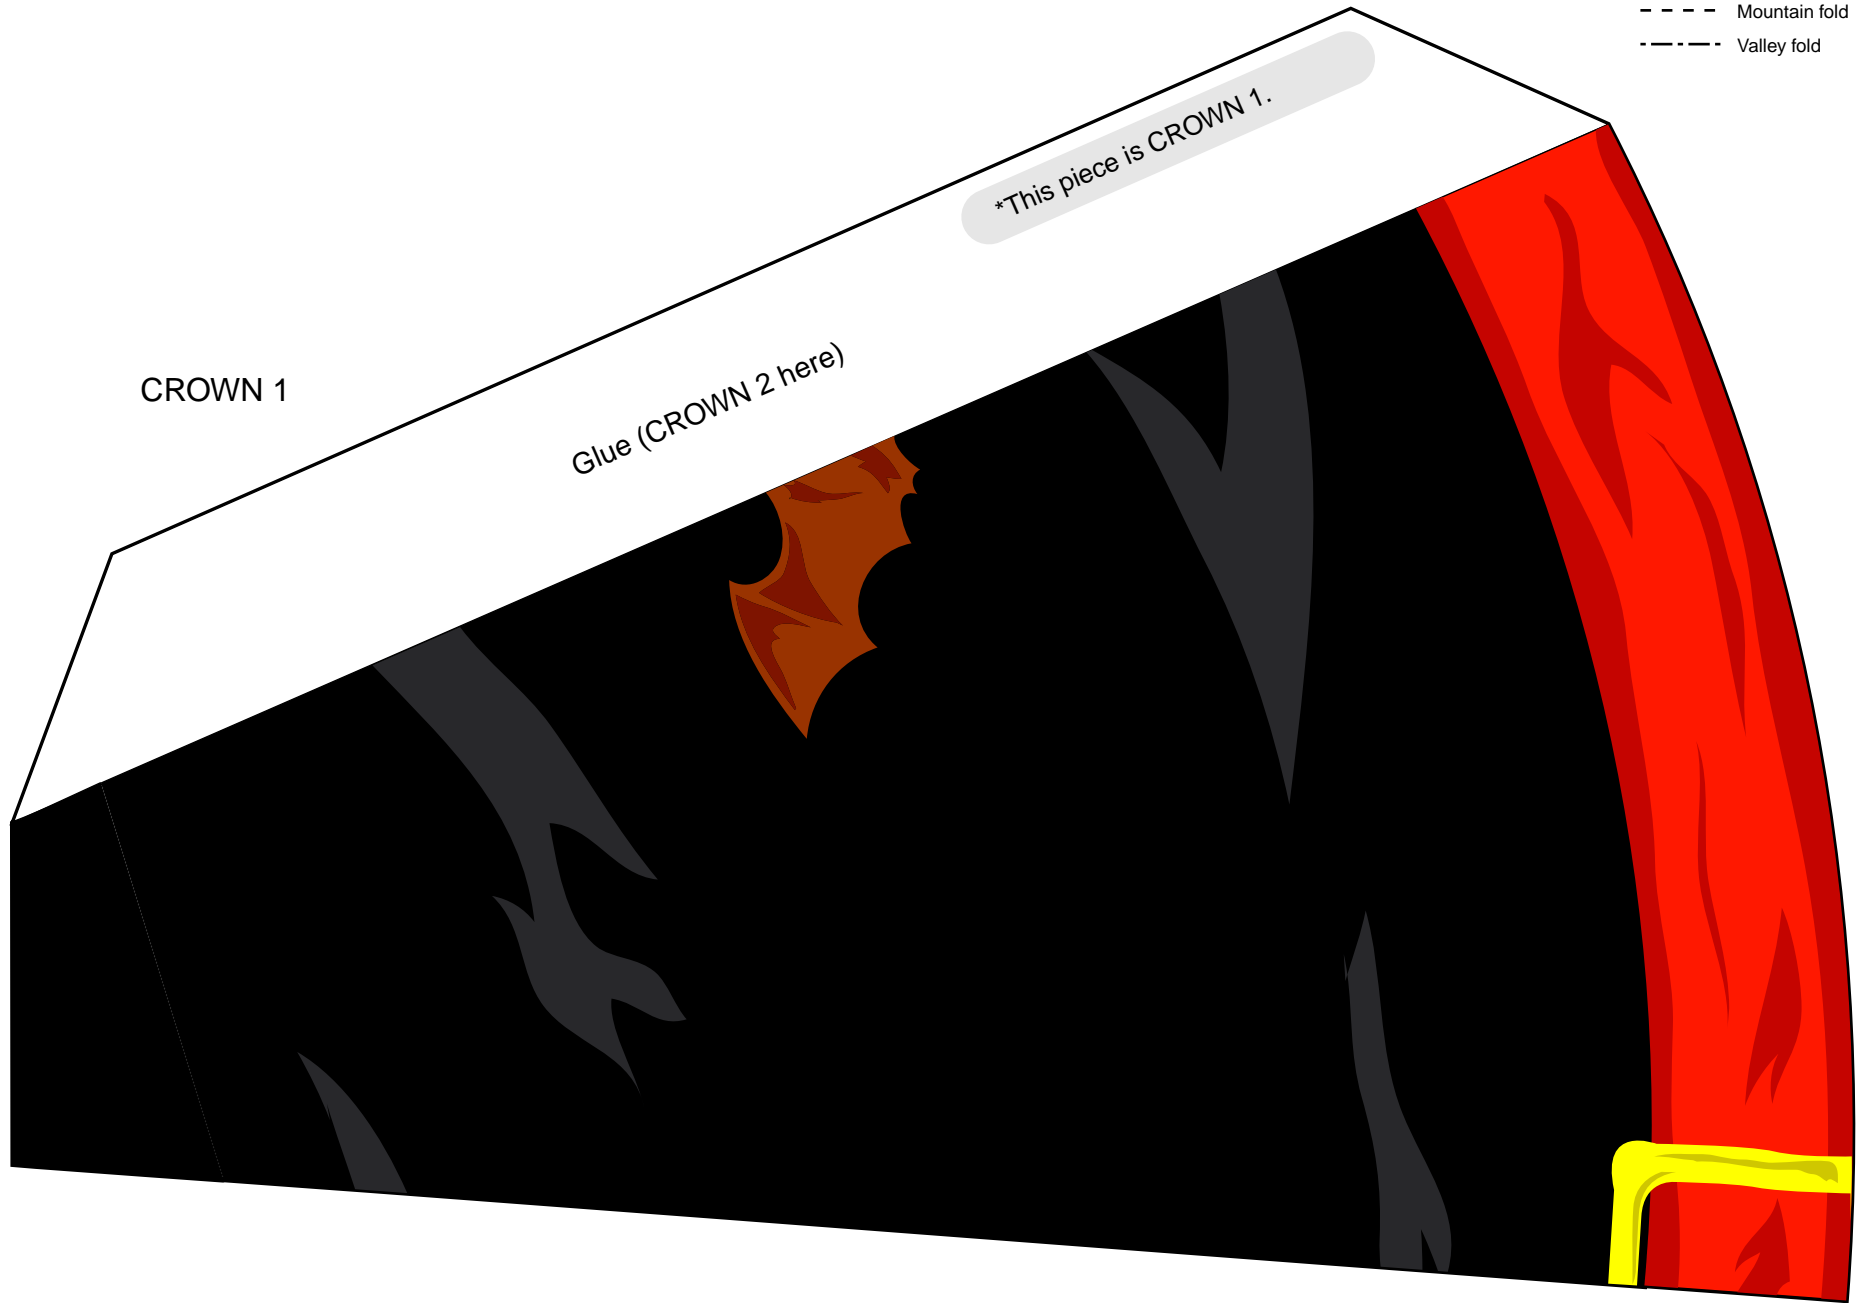 Mountain fold
Valley fold
*This piece is CROWN 1.
CROWN 1
Glue (CROWN 2 here)